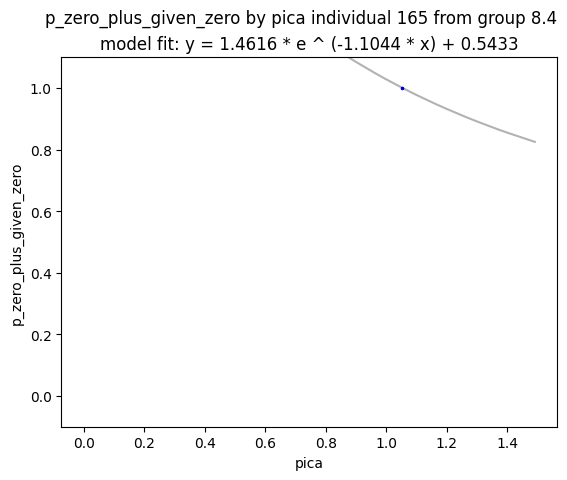 p_zero_plus_given_zero by pica individual 165 from group 8.4
model fit: y = 1.4616 * e ^ (-1.1044 * x) + 0.5433
p_zero_plus_given_zero
1.0
0.8
0.6
0.4
0.2
0.0
0.0 0.2 0.4 0.6 0.8 1.0 1.2 1.4
pica